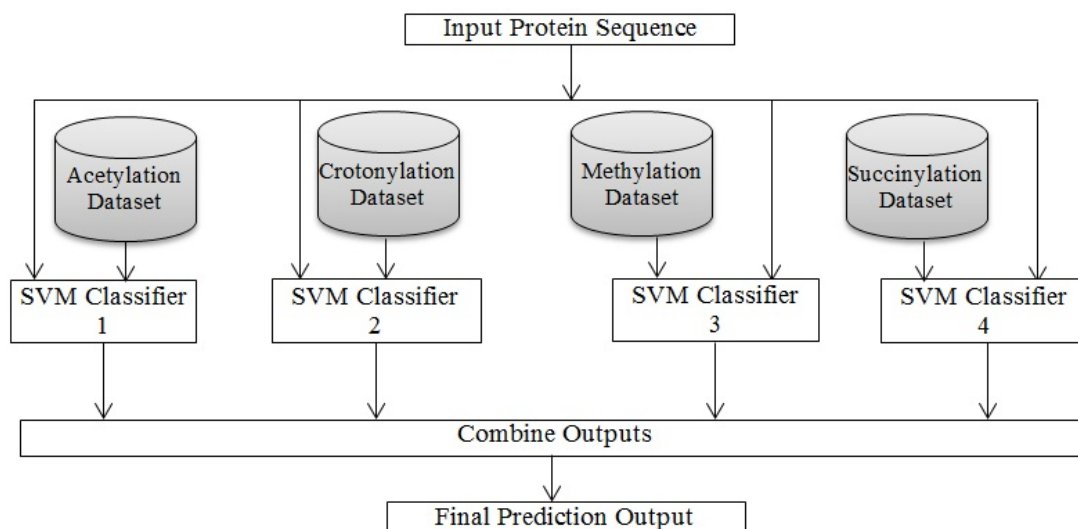 Input Protein Sequence
Acetylation
Dataset
Crotonylation
Dataset
Methylation
Dataset
Succinylation
Dataset
SVM Classifier
1
SVM Classifier
2
SVM Classifier
3
SVM Classifier
4
Combine Outputs
Final Prediction Output